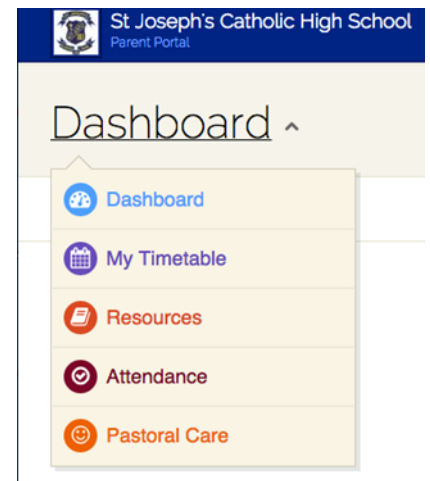 St Joseph's Catholic High School
Parent Portal
Dashboard
Dashboard
My Timetable
Resources
Attendance
Pastoral Care